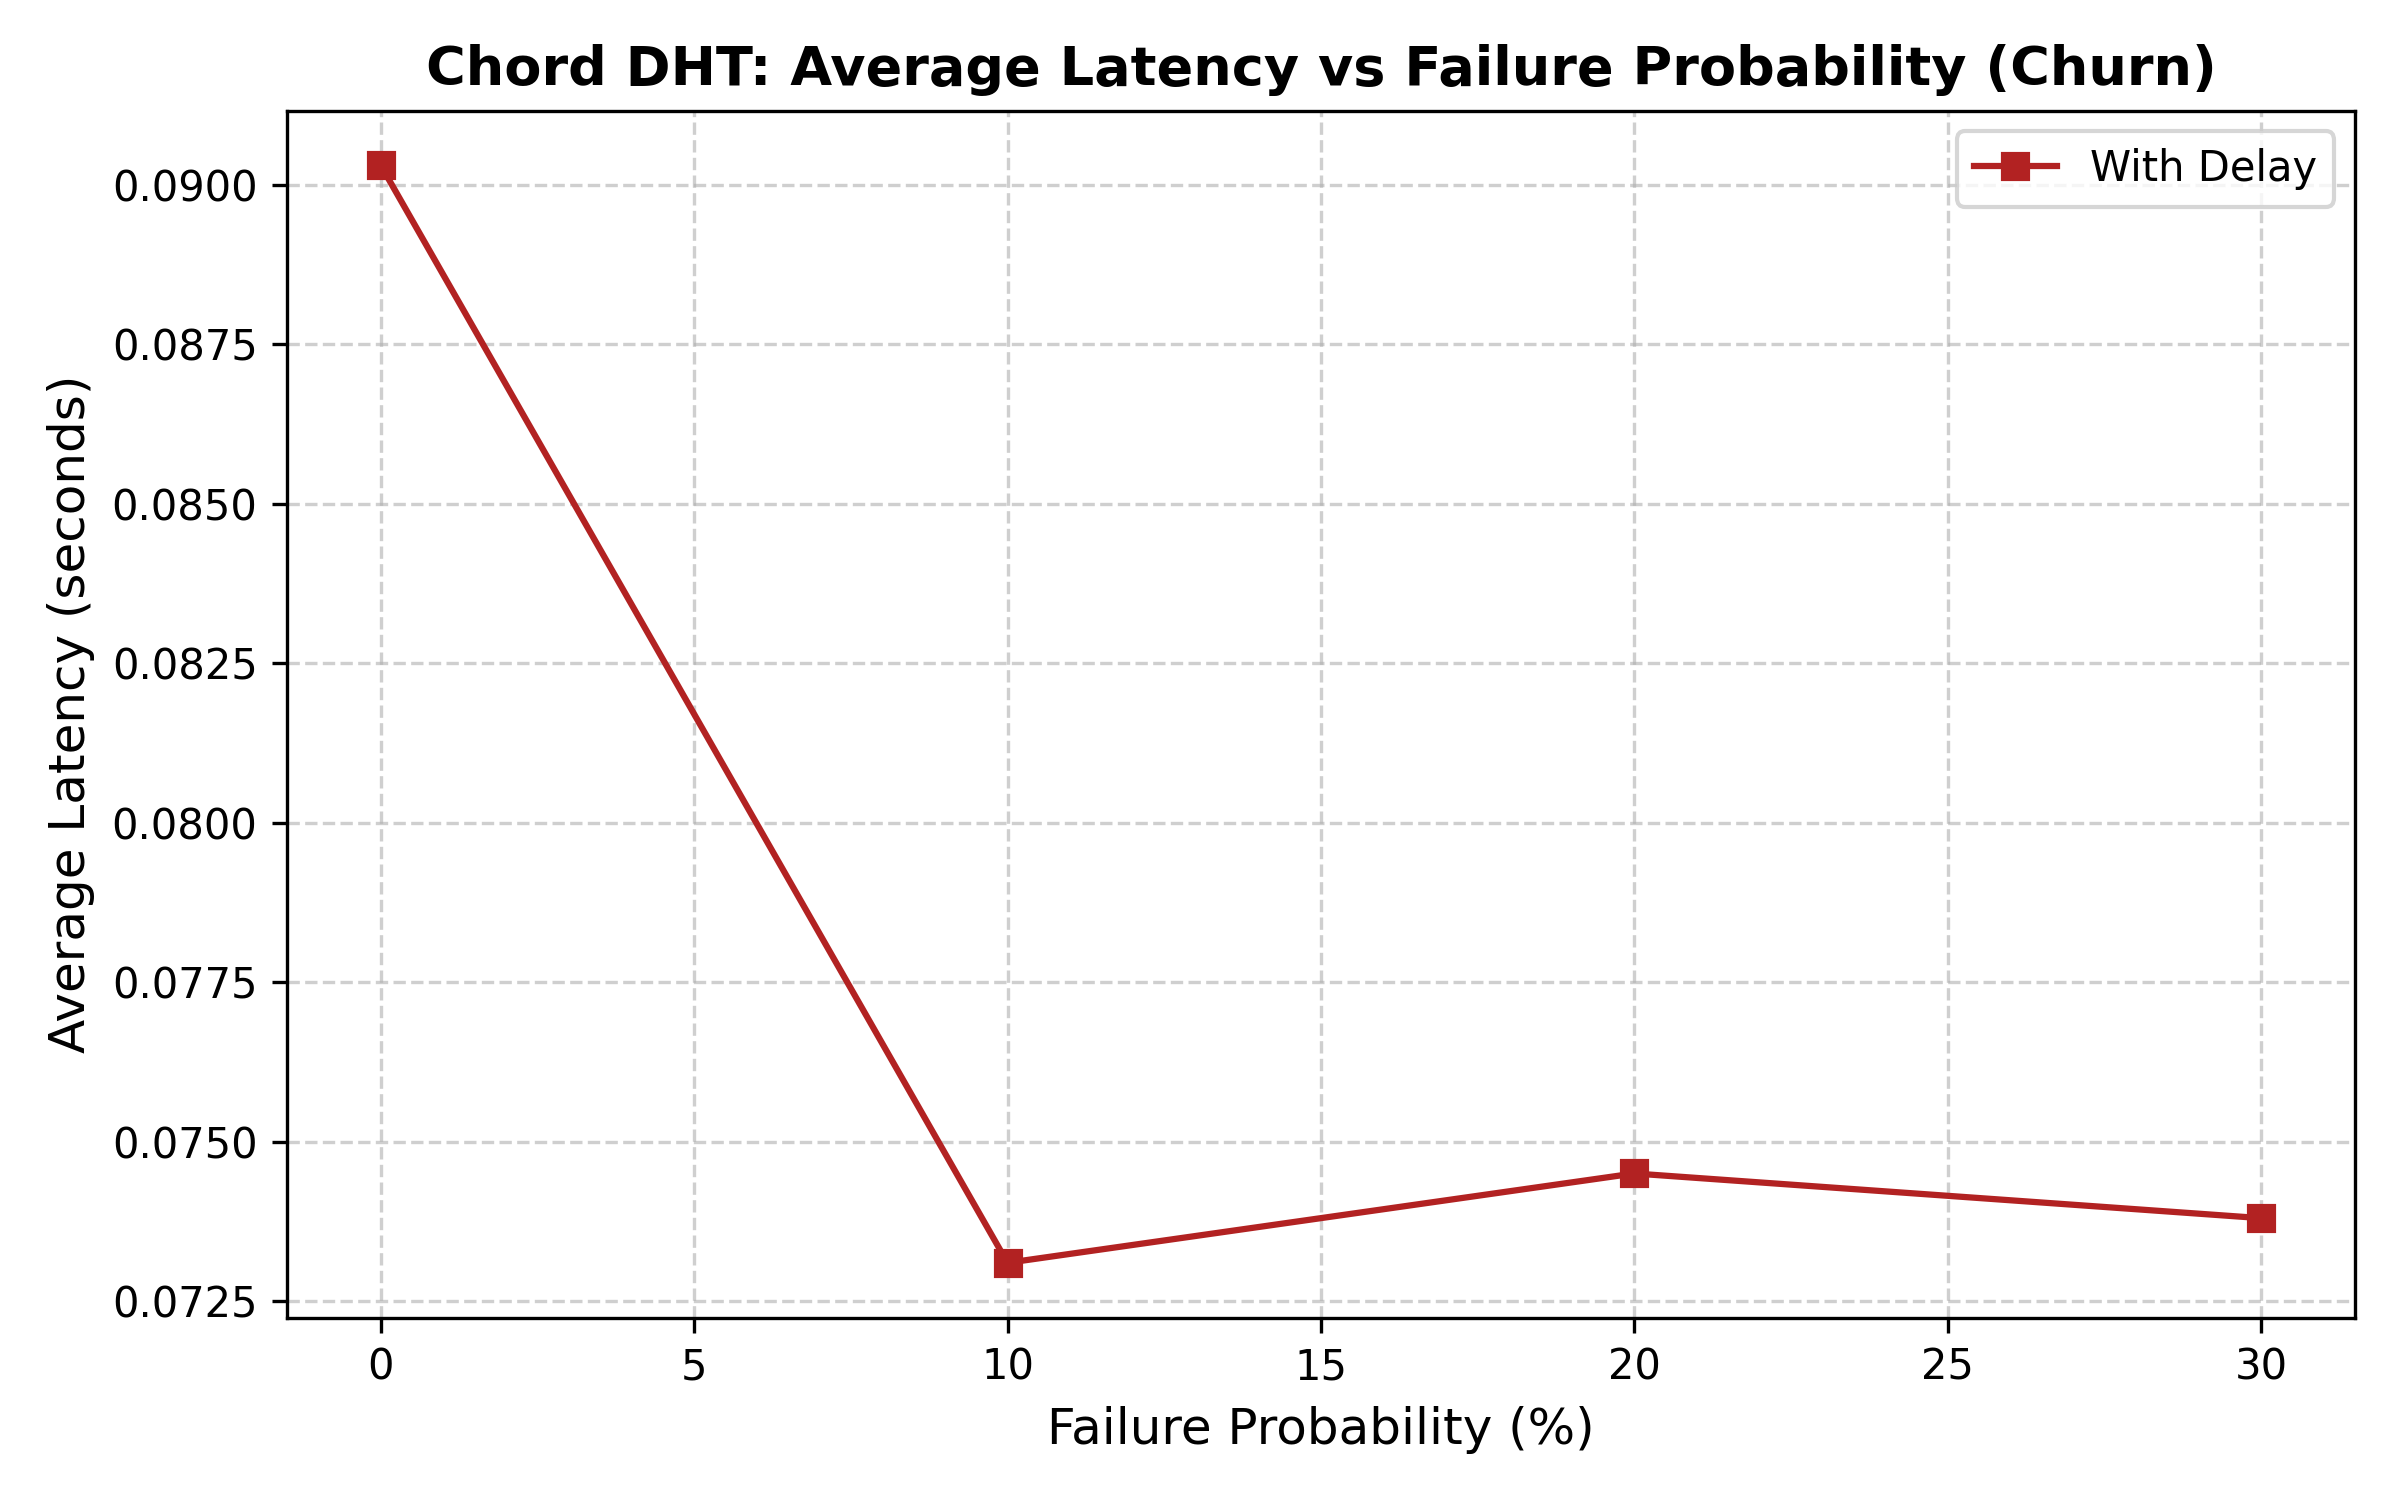 Chord DHT: Average Latency vs Failure Probability (Churn)
With Delay
Average Latency (seconds)
0.0900
0.0875
0.0850
0.0825
0.0800
0.0775
0.0750
0.0725
0 5 10 15 20 25 30
Failure Probability (%)